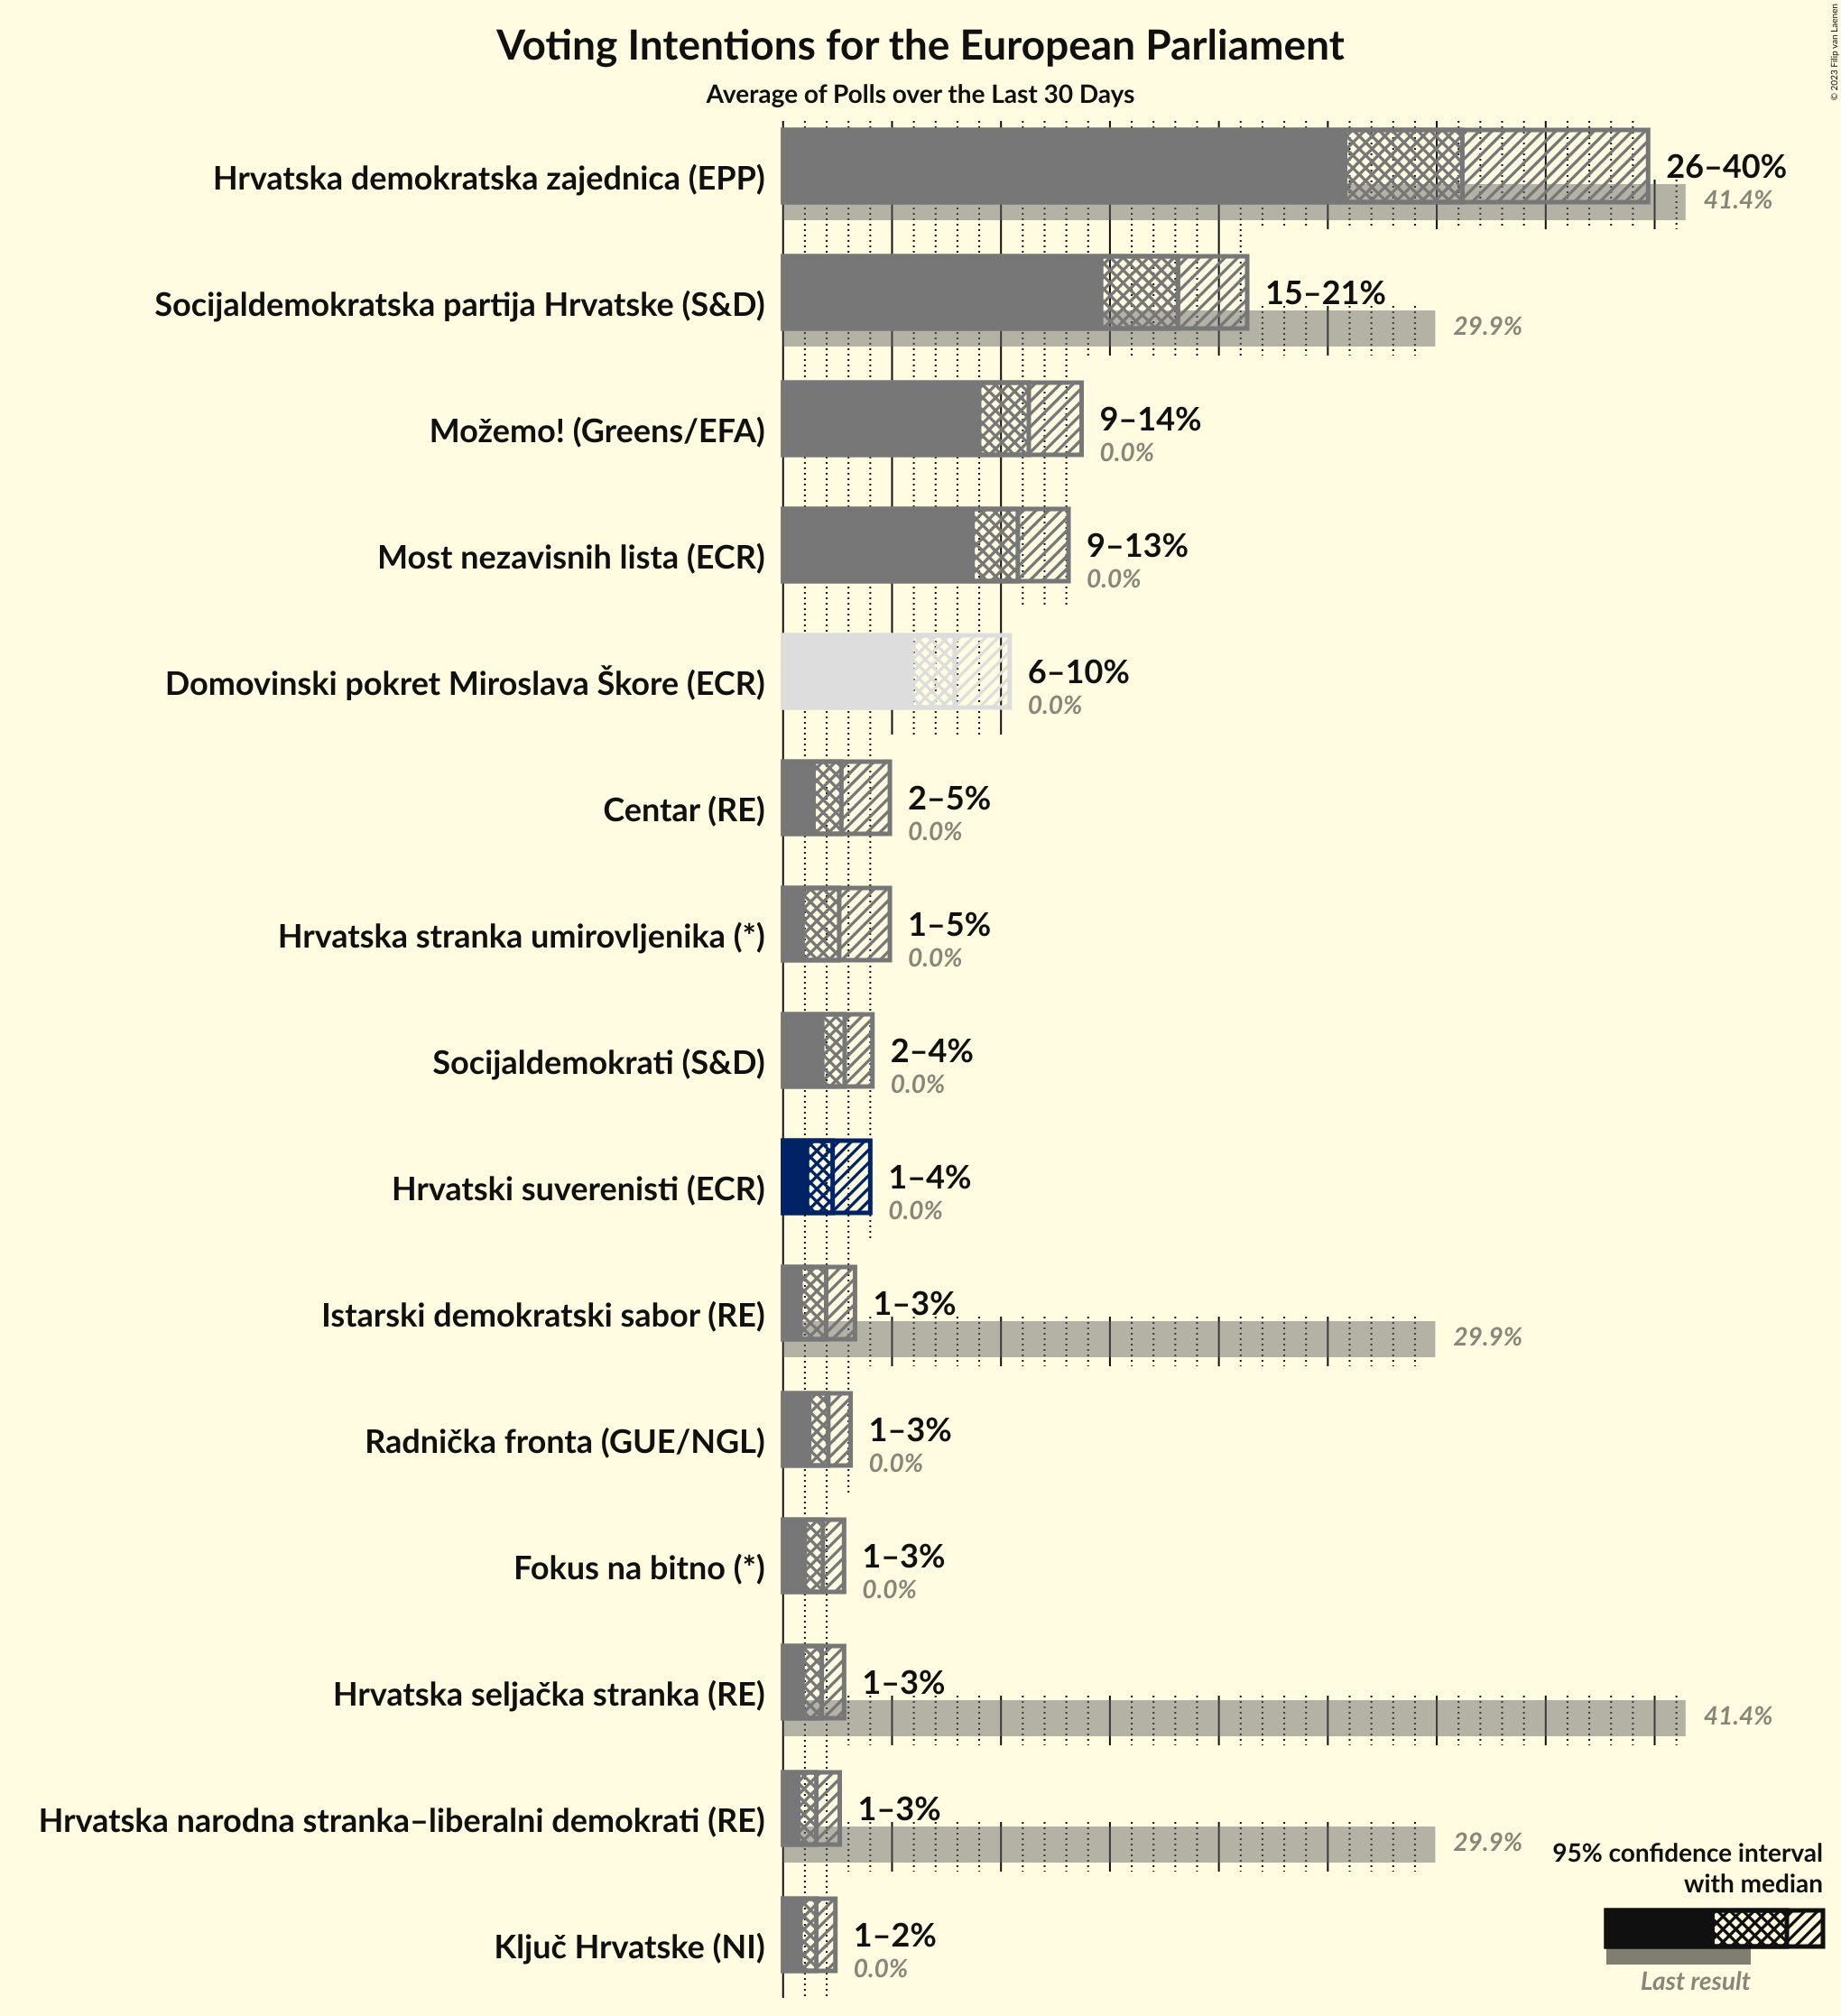 Voting Intentions for the European Parliament
Average of Polls over the Last 30 Days
© 2023 Filip van Laenen
Hrvatska demokratska zajednica (EPP)
26–40%
41.4%
Socijaldemokratska partija Hrvatske (S&D)
15–21%
29.9%
Možemo! (Greens/EFA)
9–14%
0.0%
Most nezavisnih lista (ECR)
9–13%
0.0%
Domovinski pokret Miroslava Škore (ECR)
6–10%
0.0%
Centar (RE)
2–5%
0.0%
Hrvatska stranka umirovljenika (*)
1–5%
0.0%
Socijaldemokrati (S&D)
2–4%
0.0%
Hrvatski suverenisti (ECR)
1–4%
0.0%
Istarski demokratski sabor (RE)
1–3%
29.9%
Radnička fronta (GUE/NGL)
1–3%
0.0%
Fokus na bitno (*)
1–3%
0.0%
Hrvatska seljačka stranka (RE)
1–3%
41.4%
Hrvatska narodna stranka–liberalni demokrati (RE)
1–3%
29.9%
Ključ Hrvatske (NI)
1–2%
0.0%
95% confidence interval
with median
Last result